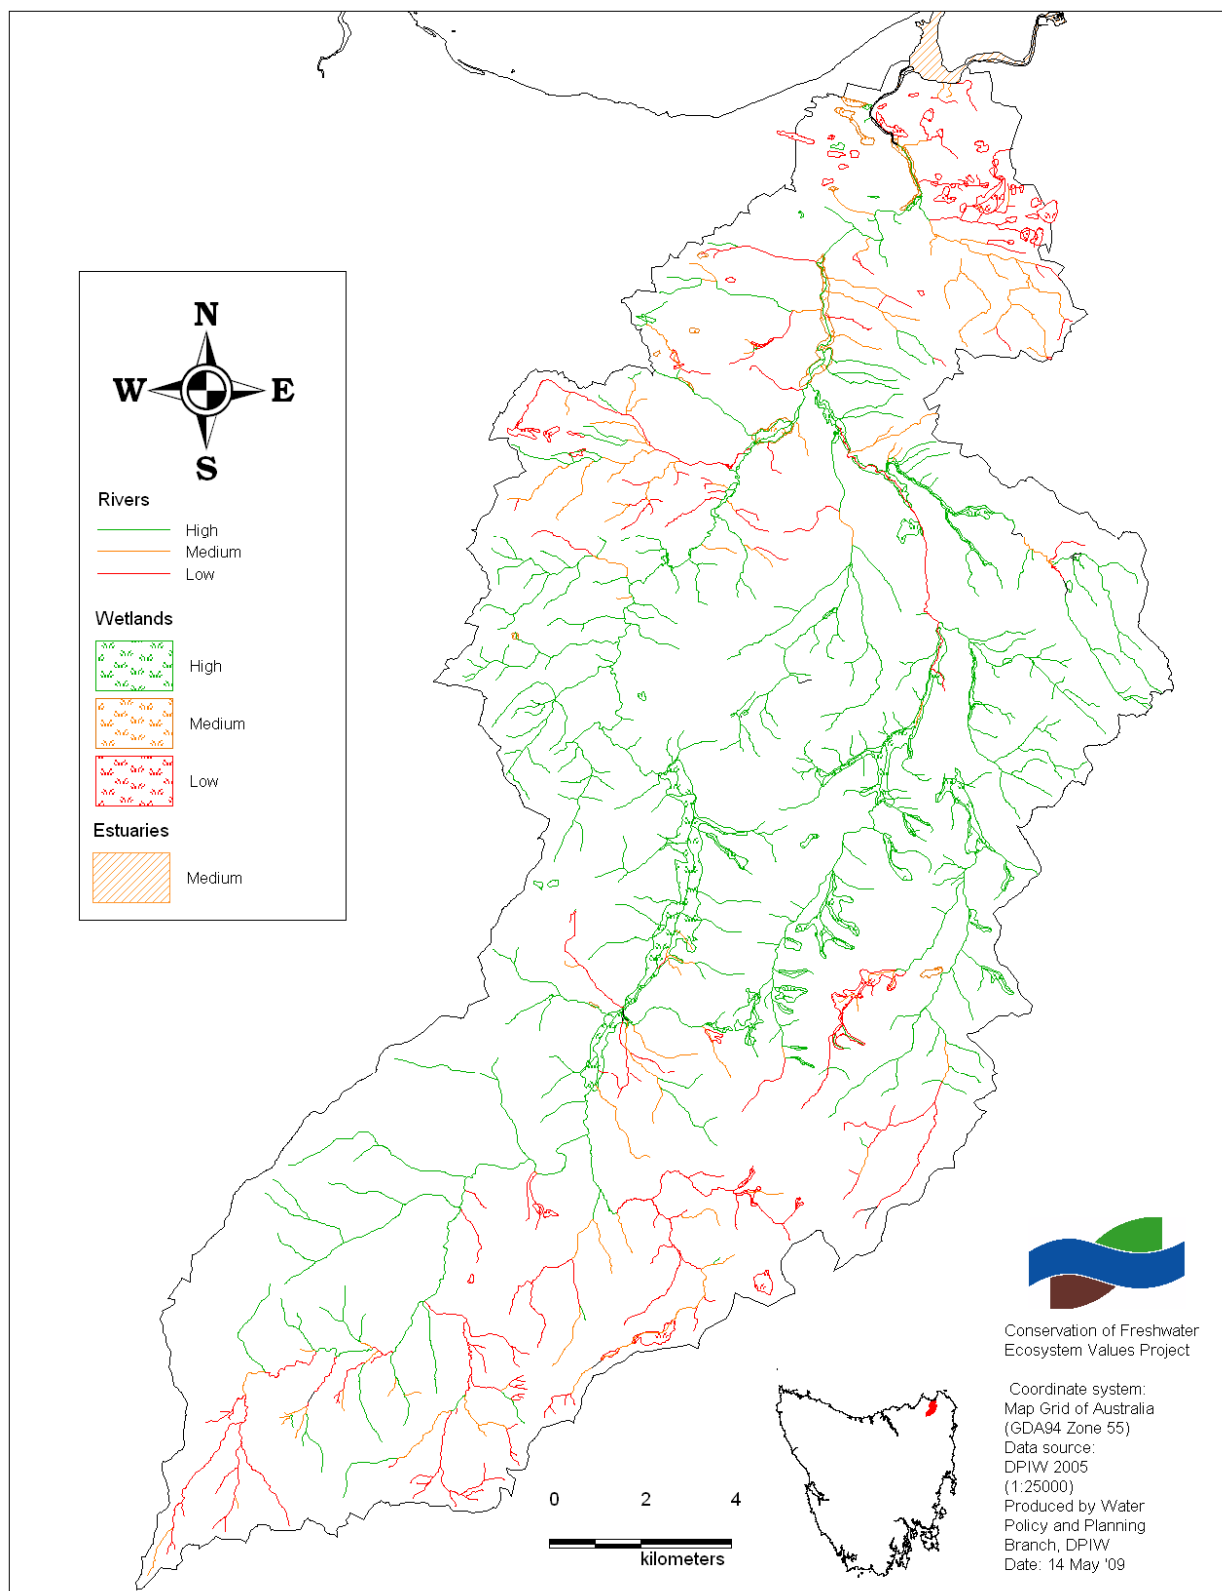 N
W E
S
Rivers
High
Medium
Low
Wetlands
High
Medium
Low
Estuaries
Medium
Conservation of Freshwater
Ecosystem Values Project
Coordinate system:
Map Grid of Australia
(GDA94 Zone 55)
Data source:
DPIW 2005
(1:25000)
Produced by Water
Policy and Planning
Branch, DPIW
Date: 14 May '09
0 2 4
kilometers